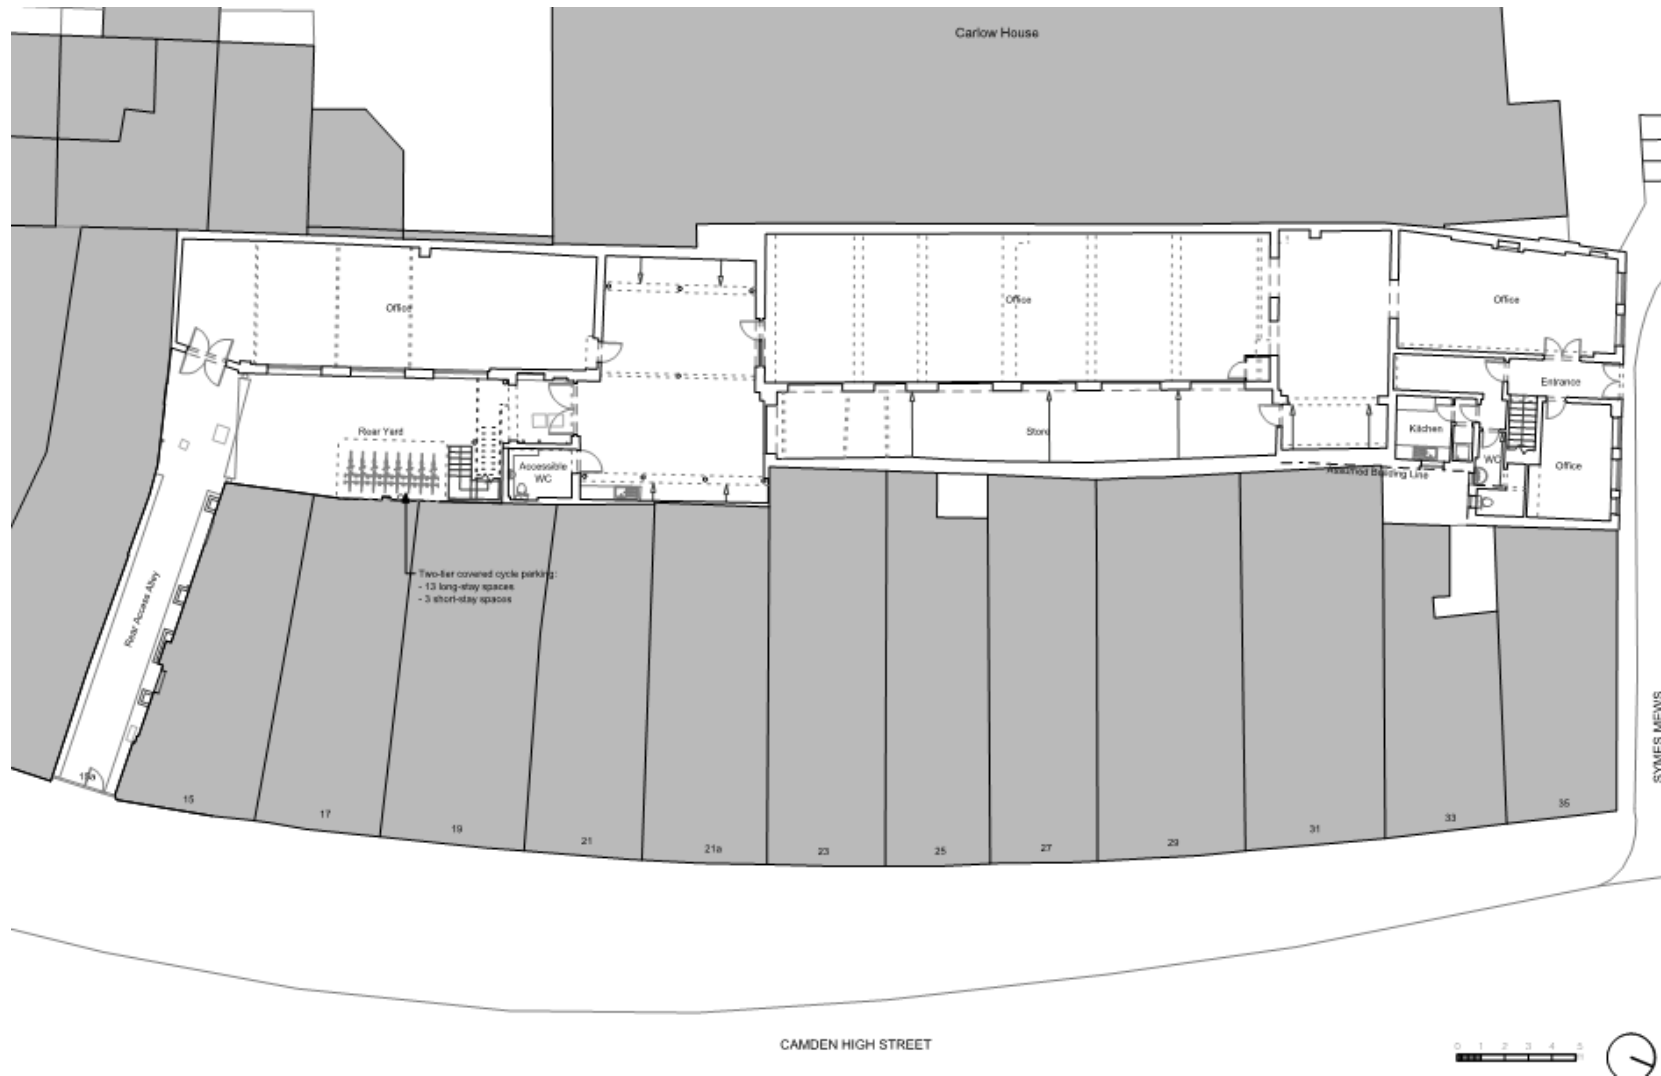 Carlow House
Office
Office
Office
Entrance
Rear Yard
Store
Kitchen
Accessible
WC
WC
Office
Assumed Building Line
Two-tier covered cycle parking:
- 13 long-stay spaces
- 3 short-stay spaces
Rear Access Alley
SYMES MEWS
15a
15
17
19
21
21a
23
25
27
29
31
33
35
CAMDEN HIGH STREET
0 1 2 3 4 5